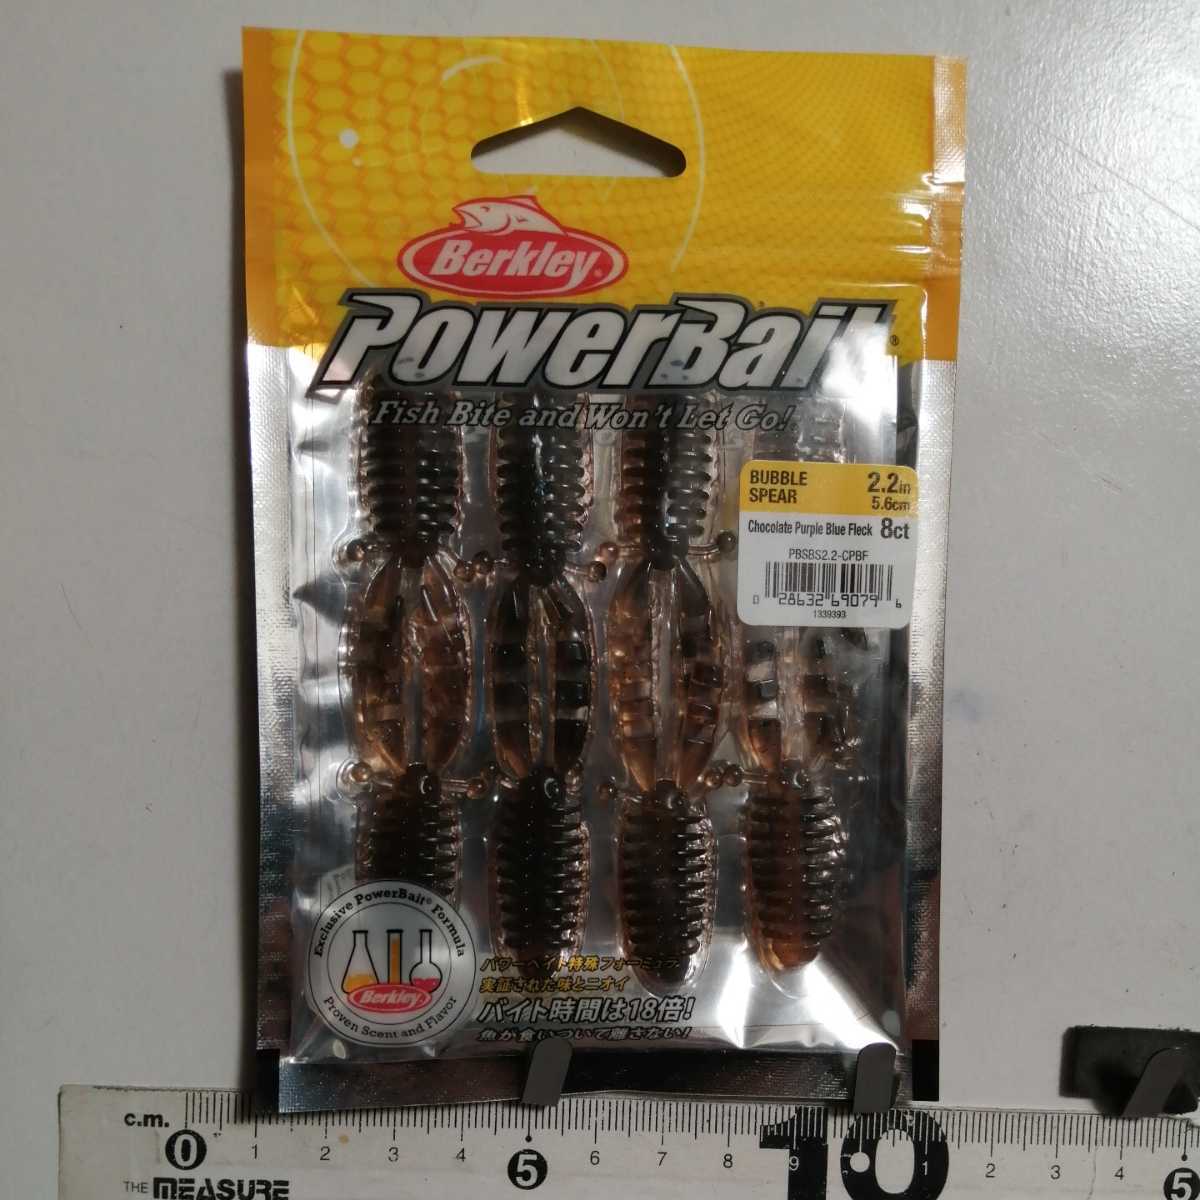 Berkley®
PowerBait®
Fish Bite and Won't Let Go!
BUBBLE
SPEAR
2.2in
5.6cm
Chocolate Purple Blue Fleck 8ct
PBSBS2.2-CPBF
0 28632 69079 6
1339393
Exclusive PowerBait® Formula
Berkley
Proven Scent and Flavor
パワーベイト特殊フォーミュラ
実証された味とニオイ
バイト時間は18倍!
魚が食いついて離さない!
c.m.
0 1 2 3 4 5 6 7 8 9 10 1 2 3 4 5
THE MEASURE